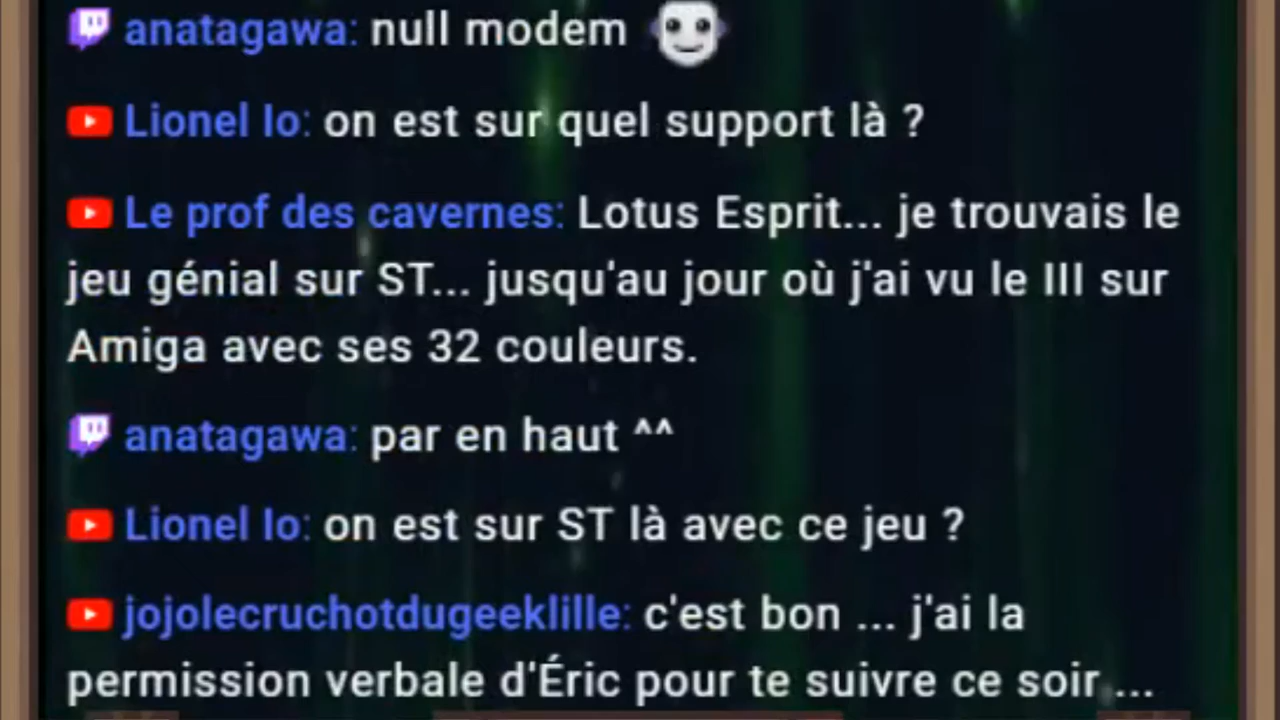 anatagawa: null modem
Lionel Io: on est sur quel support là ?
Le prof des cavernes: Lotus Esprit... je trouvais le
jeu génial sur ST... jusqu'au jour où j'ai vu le III sur
Amiga avec ses 32 couleurs.
anatagawa: par en haut ^^
Lionel Io: on est sur ST là avec ce jeu ?
jojolecruchotdugeeklille: c'est bon ... j'ai la
permission verbale d'Éric pour te suivre ce soir ...